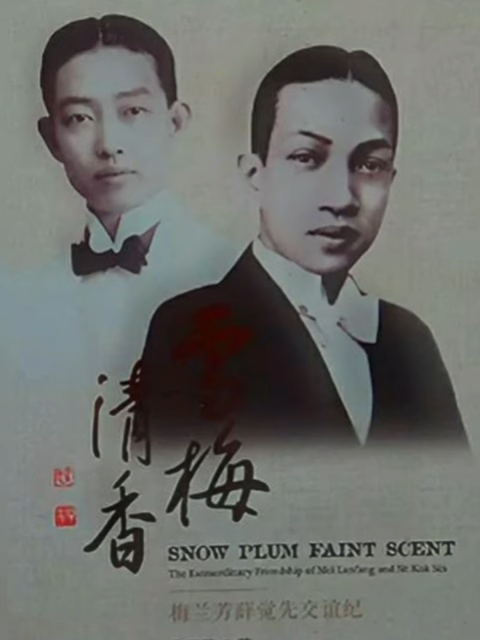 雪梅
清香
SNOW PLUM FAINT SCENT
The Extraordinary Friendship of Mei Lanfang and Sit Kok Sin
梅兰芳薛觉先交谊纪